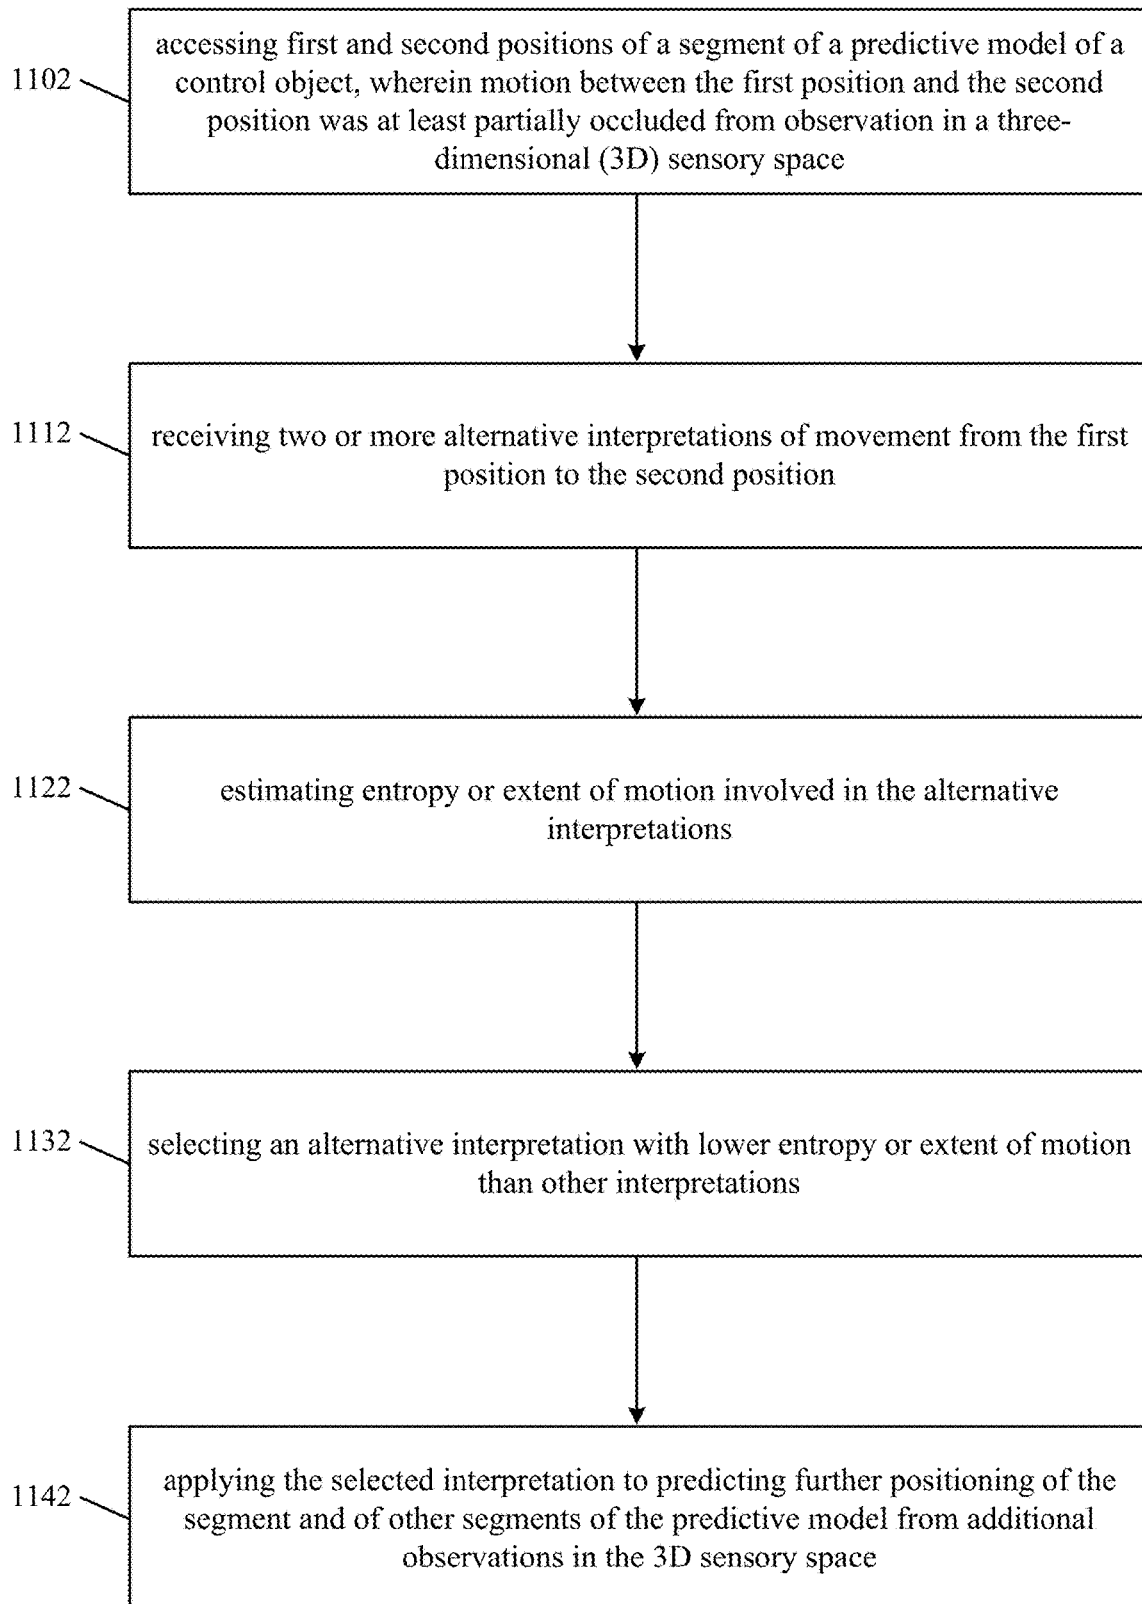 accessing first and second positions of a segment of a predictive model of a
1102
control object, wherein motion between the first position and the second
position was at least partially occluded from observation in a three-
dimensional (3D) sensory space
1112
receiving two or more alternative interpretations of movement from the first
position to the second position
1122
estimating entropy or extent of motion involved in the alternative
interpretations
1132
selecting an alternative interpretation with lower entropy or extent of motion
than other interpretations
1142
applying the selected interpretation to predicting further positioning of the
segment and of other segments of the predictive model from additional
observations in the 3D sensory space